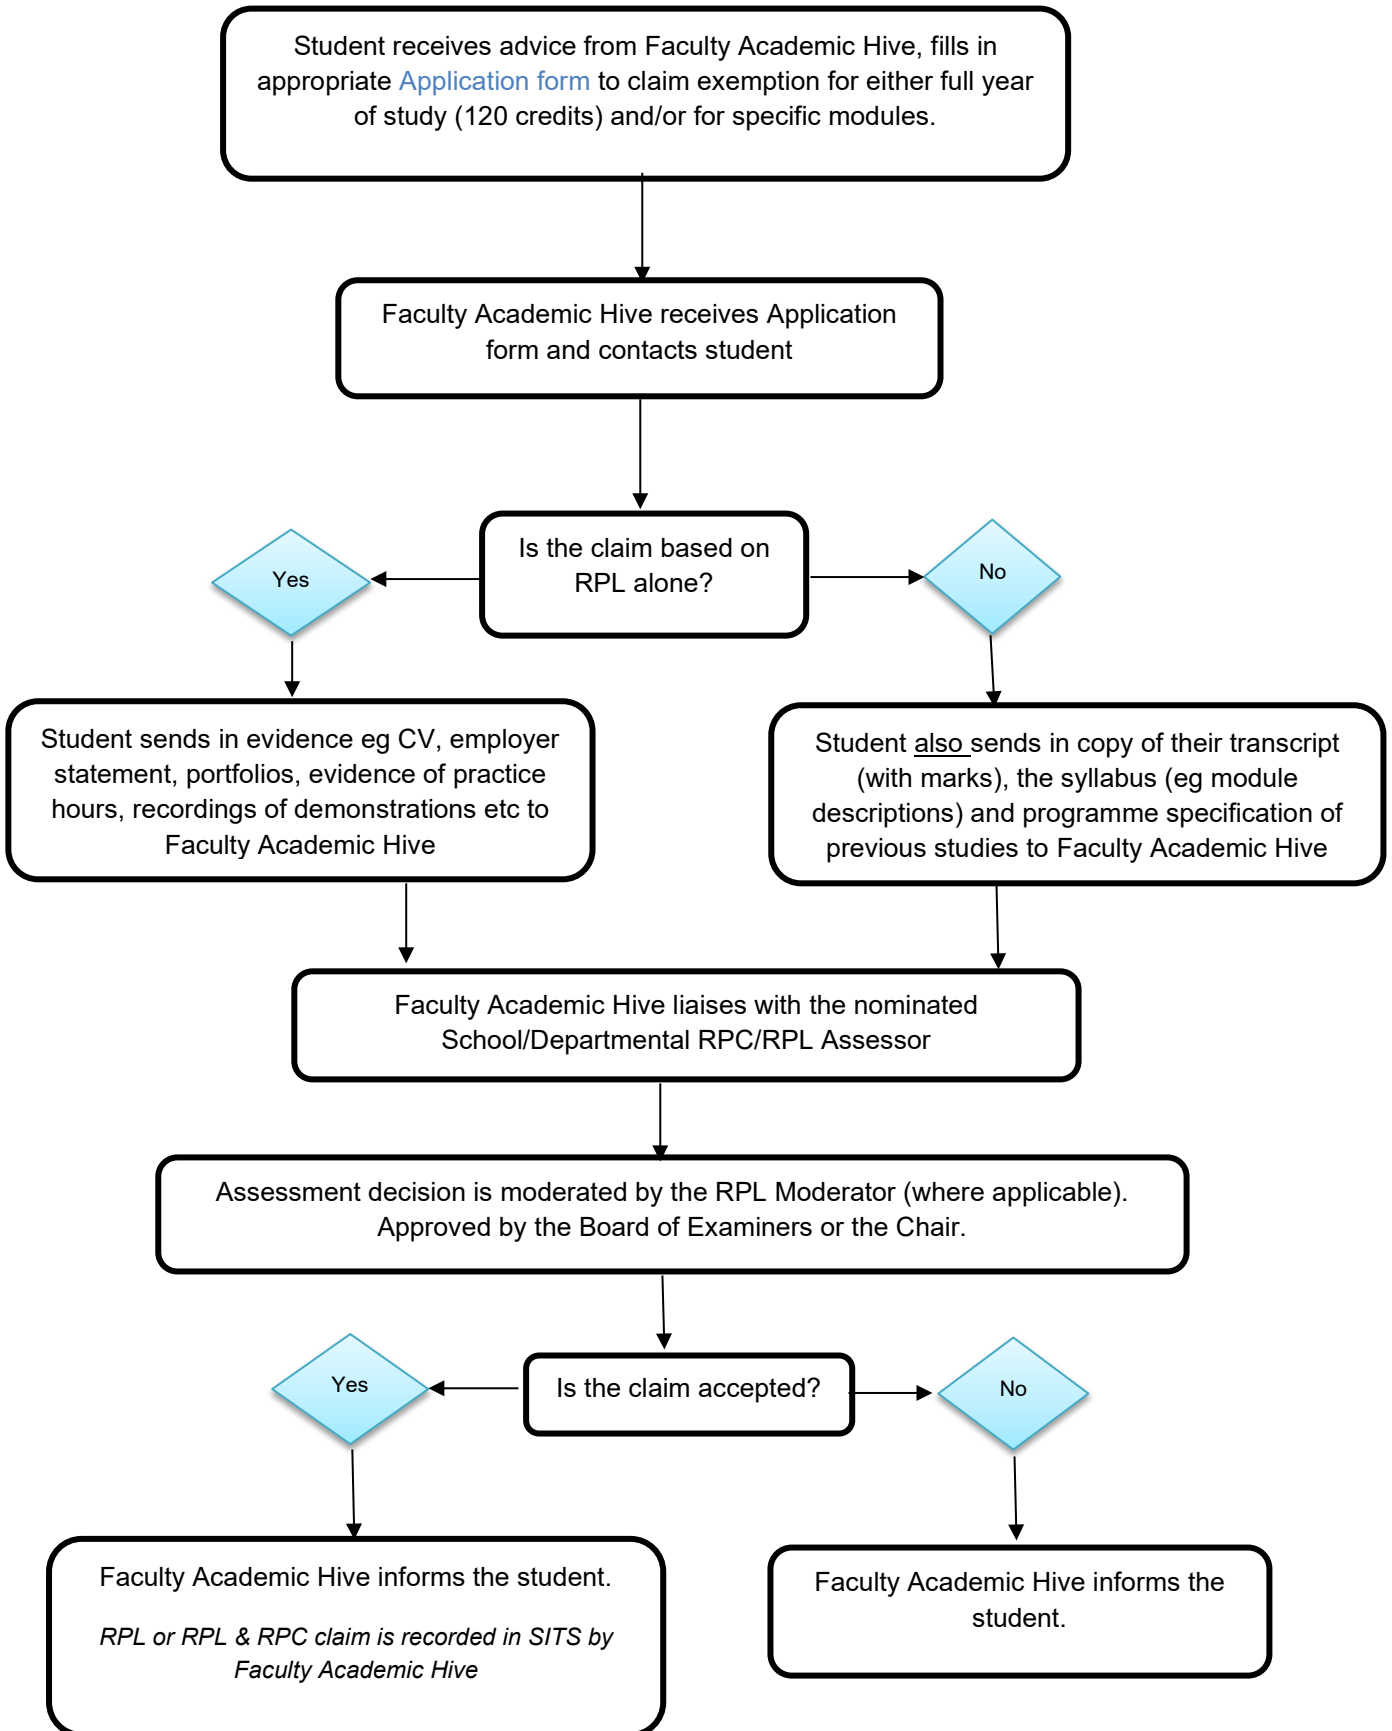 Student receives advice from Faculty Academic Hive, fills in
appropriate Application form to claim exemption for either full year
of study (120 credits) and/or for specific modules.
Faculty Academic Hive receives Application
form and contacts student
Is the claim based on
RPL alone?
Yes
No
Student sends in evidence eg CV, employer
statement, portfolios, evidence of practice
hours, recordings of demonstrations etc to
Faculty Academic Hive
Student also sends in copy of their transcript
(with marks), the syllabus (eg module
descriptions) and programme specification of
previous studies to Faculty Academic Hive
Faculty Academic Hive liaises with the nominated
School/Departmental RPC/RPL Assessor
Assessment decision is moderated by the RPL Moderator (where applicable).
Approved by the Board of Examiners or the Chair.
Is the claim accepted?
Yes
No
Faculty Academic Hive informs the student.
RPL or RPL & RPC claim is recorded in SITS by
Faculty Academic Hive
Faculty Academic Hive informs the
student.